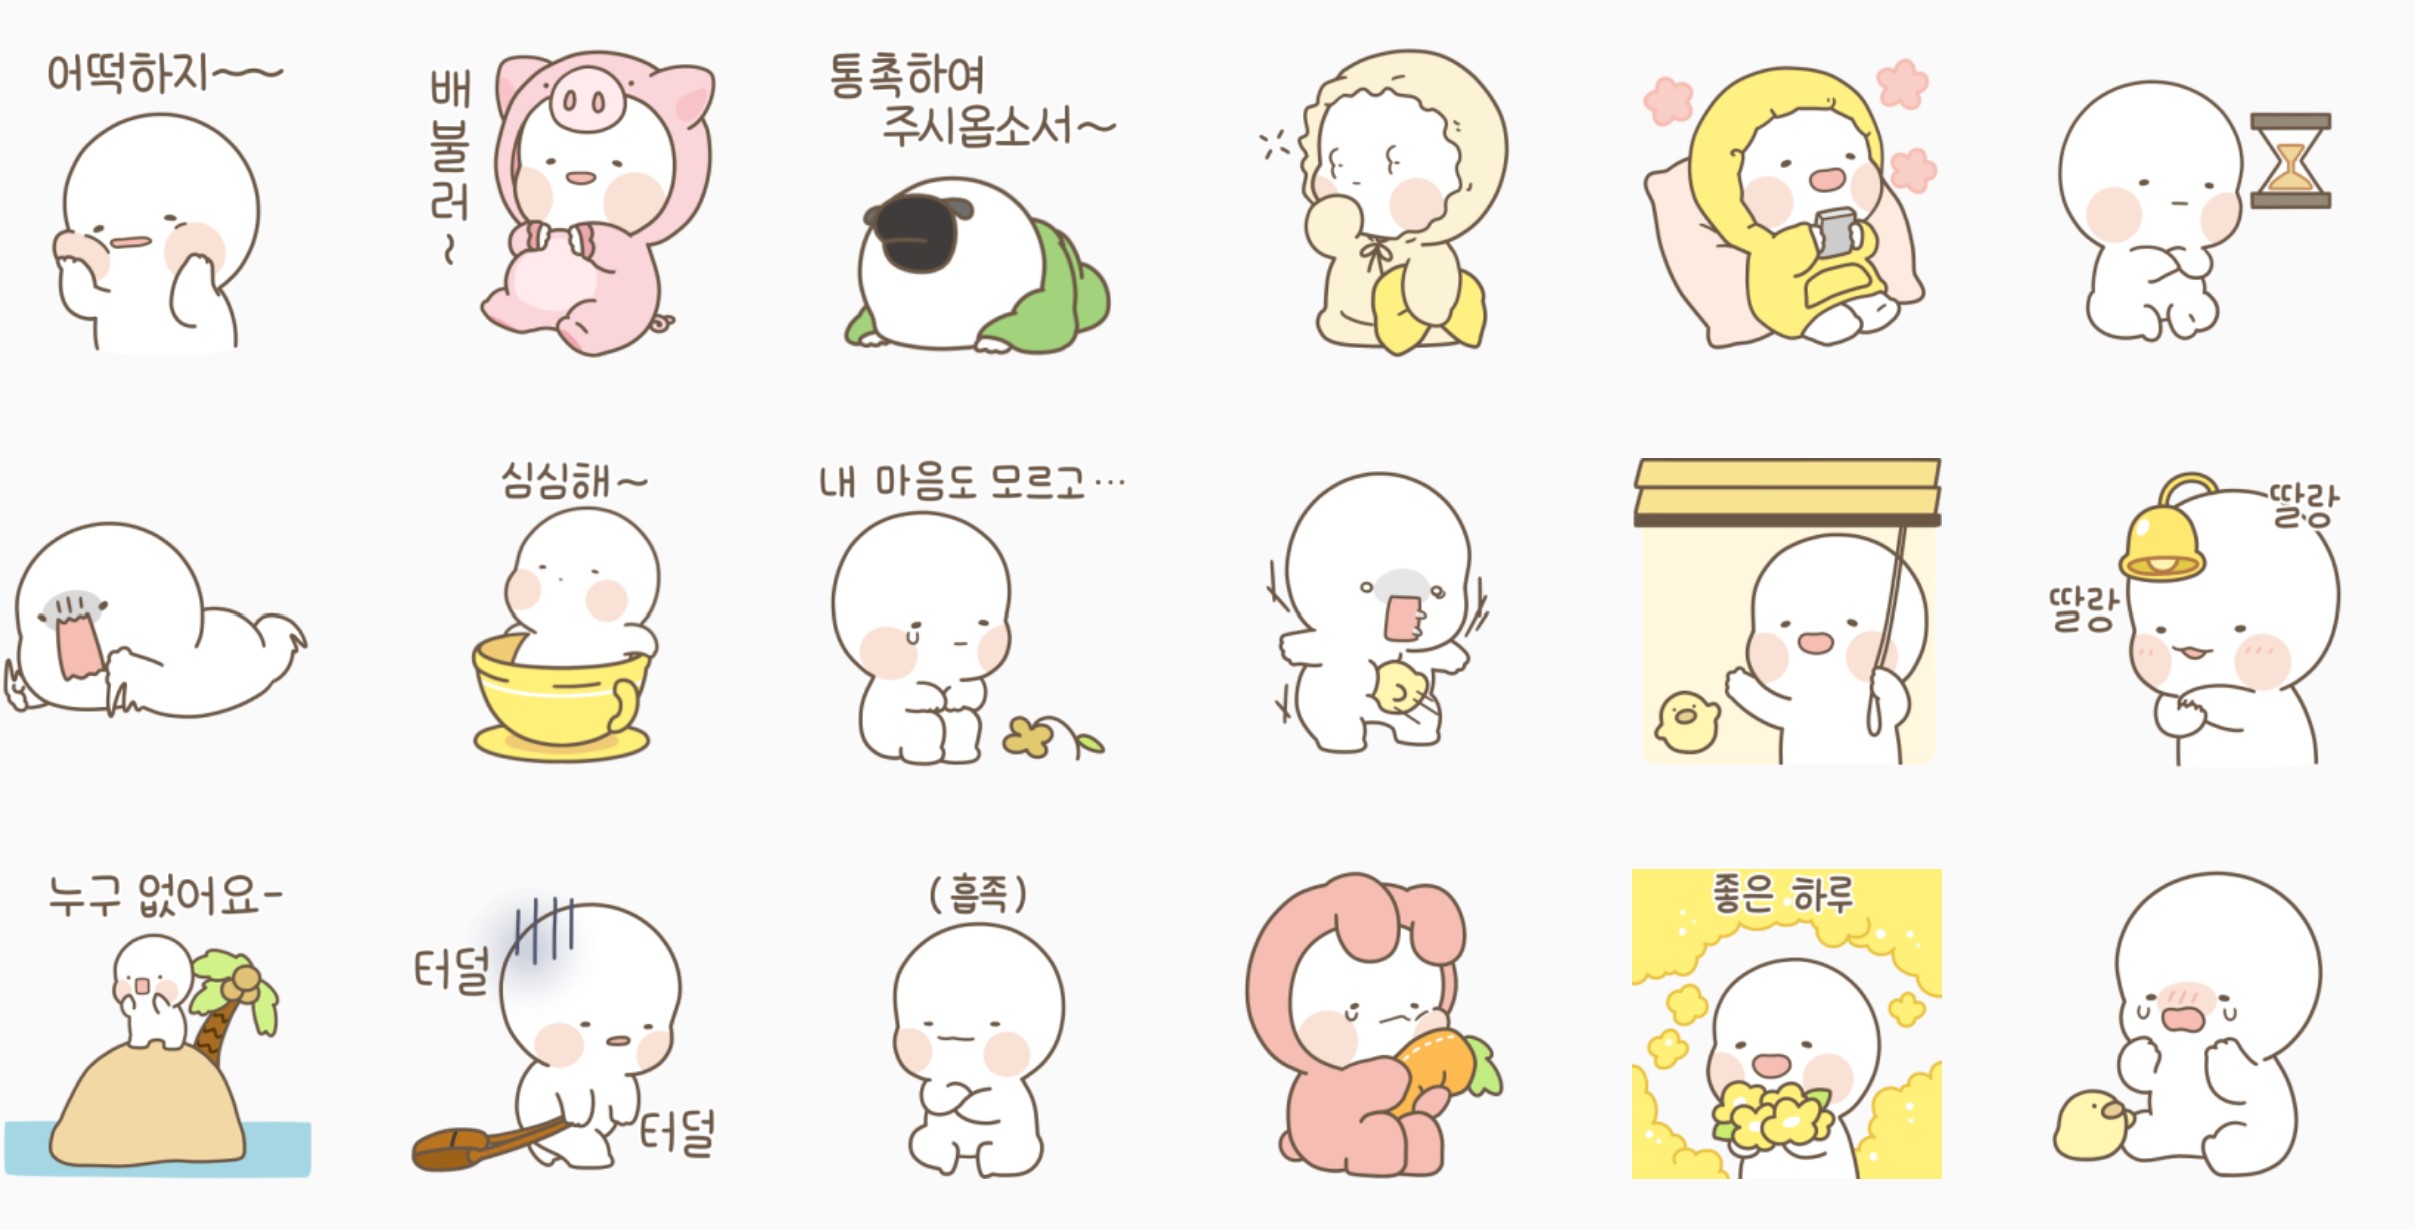 어떡하지~~
배불러~
통촉하여
주시옵소서~
심심해~
내 마음도 모르고…
딸랑
딸랑
누구 없어요-
터덜
터덜
(흡족)
좋은 하루